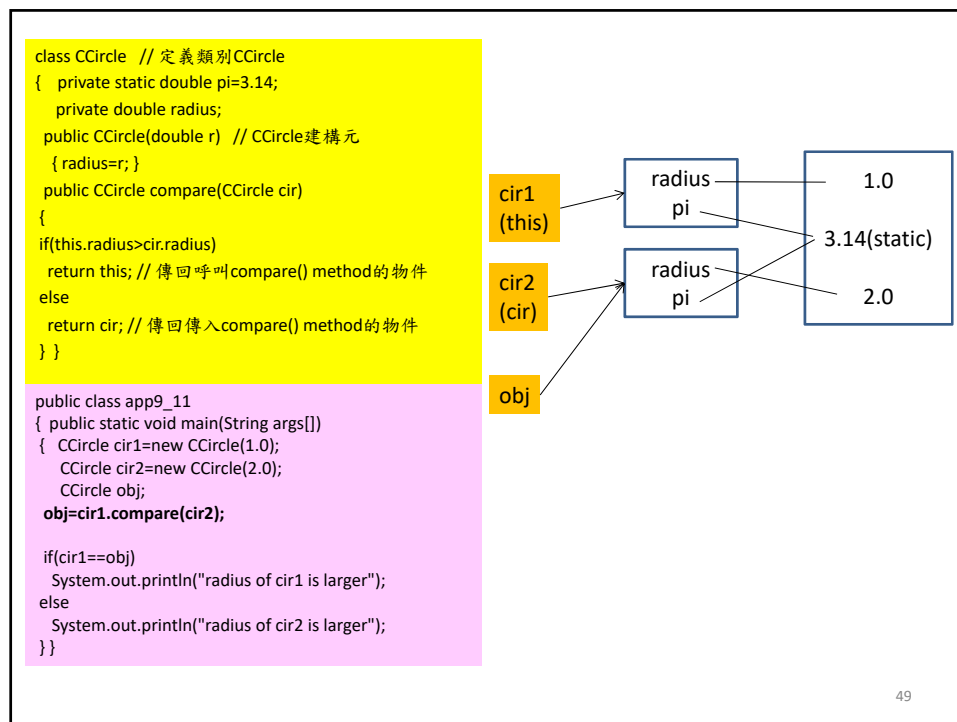 class CCircle // 定義類別CCircle
{ private static double pi=3.14;
private double radius;
public CCircle(double r) // CCircle建構元
{ radius=r; }
public CCircle compare(CCircle cir)
{
if(this.radius>cir.radius)
return this; // 傳回呼叫compare() method的物件
else
return cir; // 傳回傳入compare() method的物件
} }
public class app9_11
{ public static void main(String args[])
{ CCircle cir1=new CCircle(1.0);
CCircle cir2=new CCircle(2.0);
CCircle obj;
obj=cir1.compare(cir2);
if(cir1==obj)
System.out.println("radius of cir1 is larger");
else
System.out.println("radius of cir2 is larger");
} }
cir1
(this)
cir2
(cir)
obj
radius
pi
radius
pi
1.0
3.14(static)
2.0
49